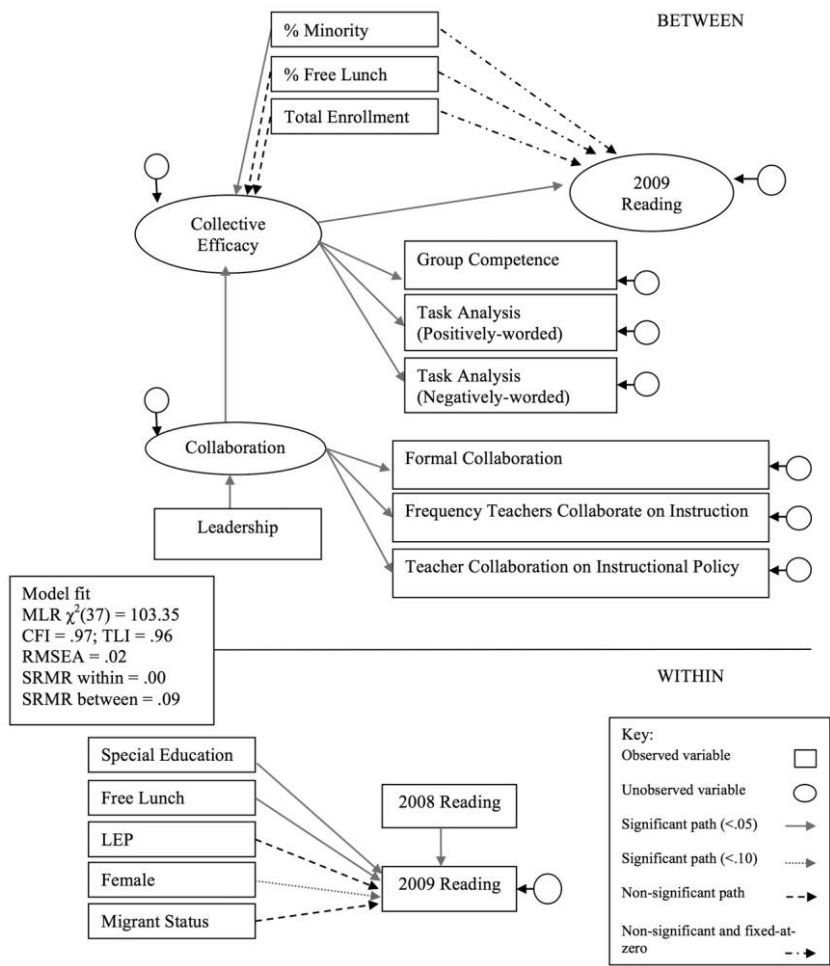 BETWEEN
% Minority
% Free Lunch
Total Enrollment
2009
Reading
Collective
Efficacy
Group Competence
Task Analysis
(Positively-worded)
Task Analysis
(Negatively-worded)
Collaboration
Formal Collaboration
Frequency Teachers Collaborate on Instruction
Teacher Collaboration on Instructional Policy
Leadership
Model fit
MLR χ²(37) = 103.35
CFI = .97; TLI = .96
RMSEA = .02
SRMR within = .00
SRMR between = .09
WITHIN
Special Education
Free Lunch
LEP
Female
Migrant Status
2008 Reading
2009 Reading
Key:
Observed variable
Unobserved variable
Significant path (<.05)
Significant path (<.10)
Non-significant path
Non-significant and fixed-at-
zero